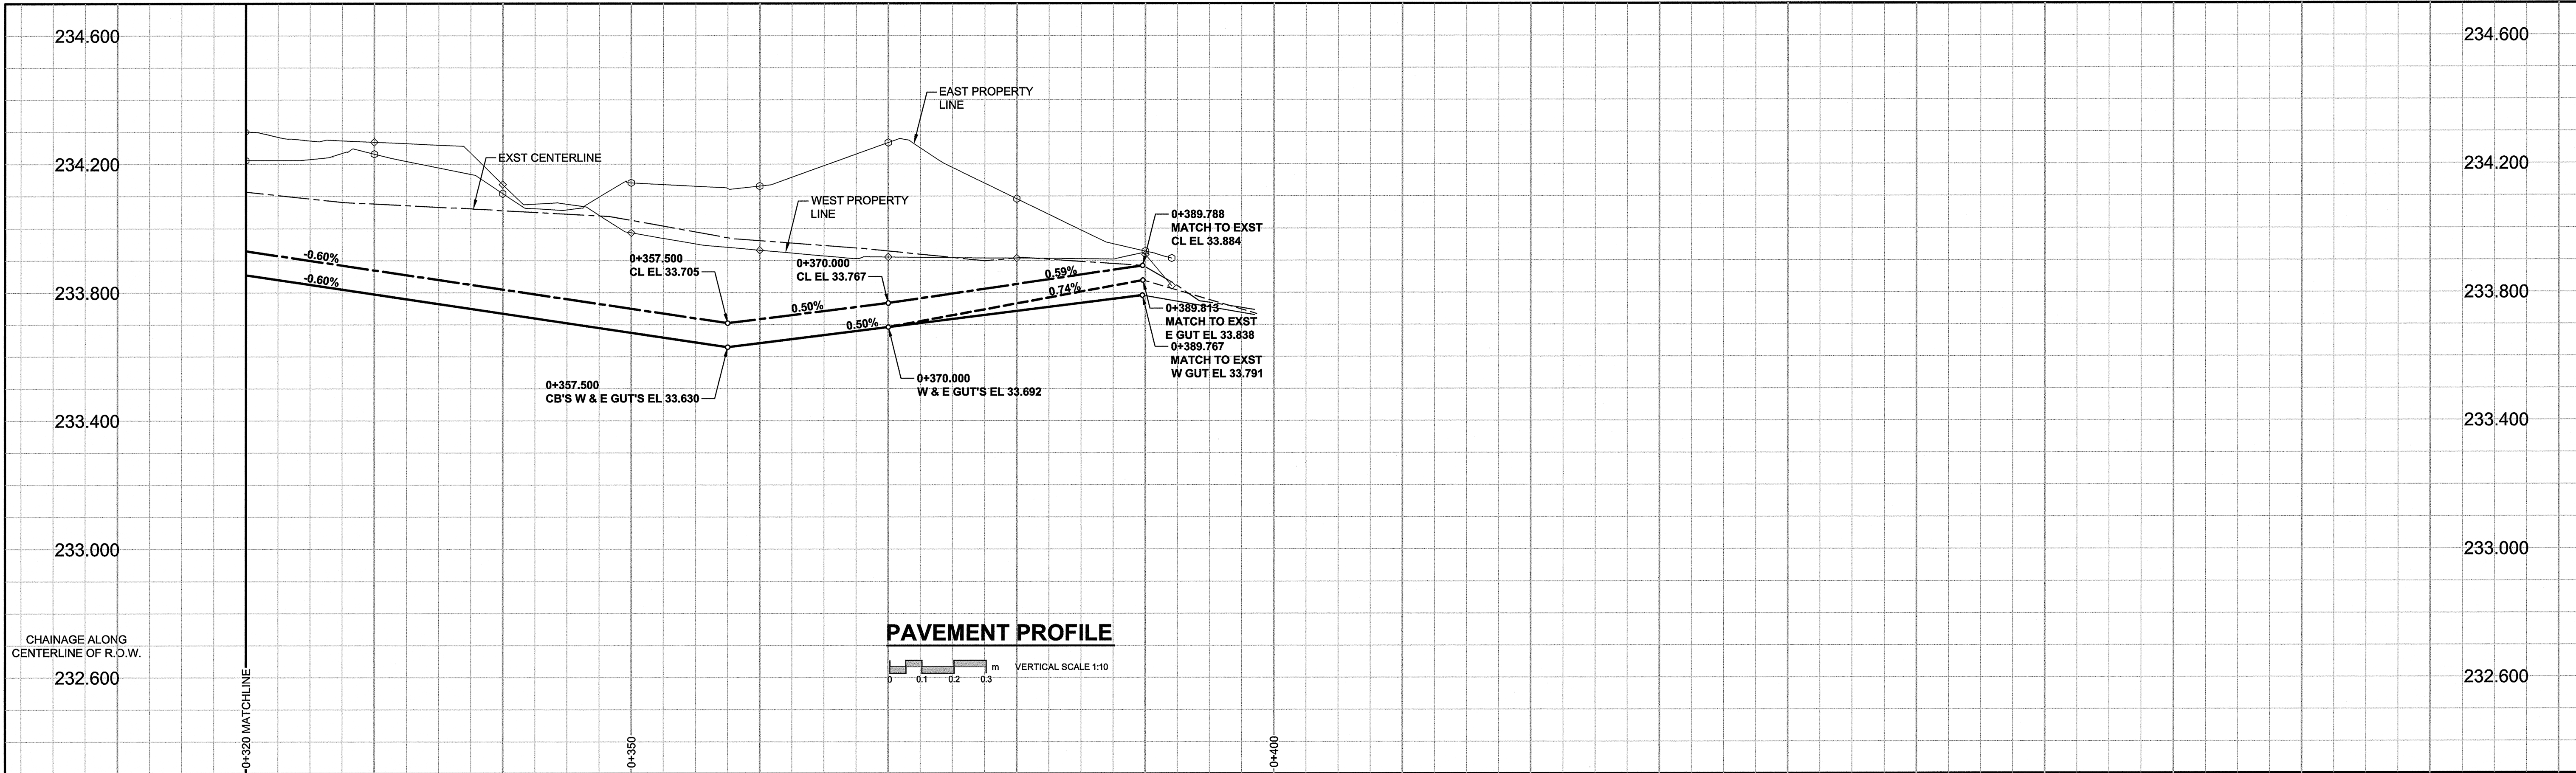 234.600
234.600
EAST PROPERTY
LINE
EXST CENTERLINE
234.200
234.200
WEST PROPERTY
LINE
0+389.788
MATCH TO EXST
CL EL 33.884
-0.60%
-0.60%
0+357.500
CL EL 33.705
0+370.000
CL EL 33.767
0.59%
0.74%
0.50%
0.50%
233.800
233.800
0+389.813
MATCH TO EXST
E GUT EL 33.838
0+389.767
MATCH TO EXST
W GUT EL 33.791
0+357.500
CB'S W & E GUT'S EL 33.630
0+370.000
W & E GUT'S EL 33.692
233.400
233.400
233.000
233.000
CHAINAGE ALONG
CENTERLINE OF R.O.W.
PAVEMENT PROFILE
0 0.1 0.2 0.3 m VERTICAL SCALE 1:10
232.600
232.600
0+320 MATCHLINE
0+350
0+400